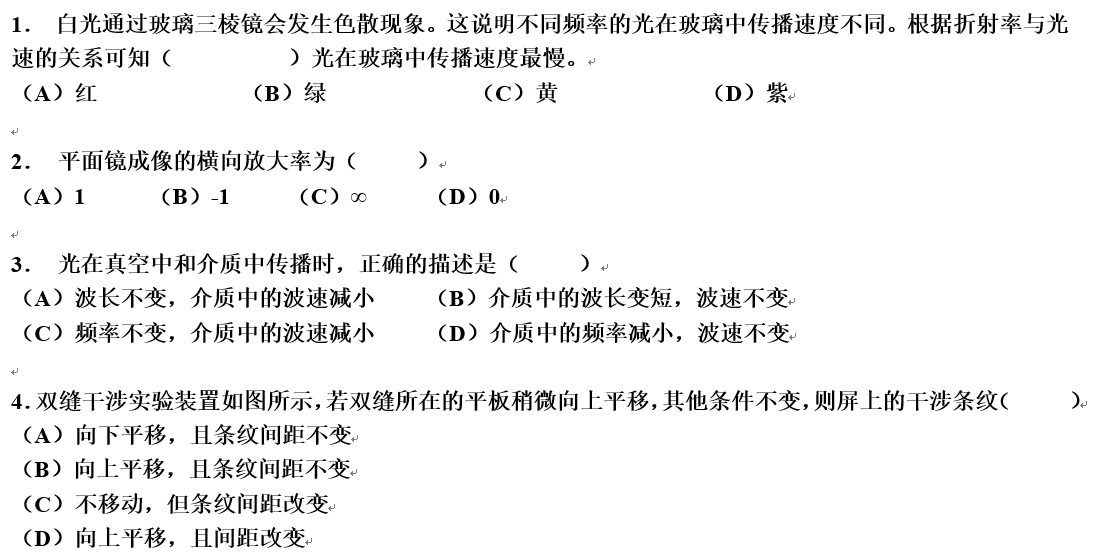 1． 白光通过玻璃三棱镜会发生色散现象。这说明不同频率的光在玻璃中传播速度不同。根据折射率与光
速的关系可知（ ）光在玻璃中传播速度最慢。
（A）红 （B）绿 （C）黄 （D）紫
2． 平面镜成像的横向放大率为（ ）
（A）1 （B）-1 （C）∞ （D）0
3． 光在真空中和介质中传播时，正确的描述是（ ）
（A）波长不变，介质中的波速减小 （B）介质中的波长变短，波速不变
（C）频率不变，介质中的波速减小 （D）介质中的频率减小，波速不变
4.双缝干涉实验装置如图所示,若双缝所在的平板稍微向上平移,其他条件不变,则屏上的干涉条纹( )
（A）向下平移，且条纹间距不变
（B）向上平移，且条纹间距不变
（C）不移动，但条纹间距改变
（D）向上平移，且间距改变